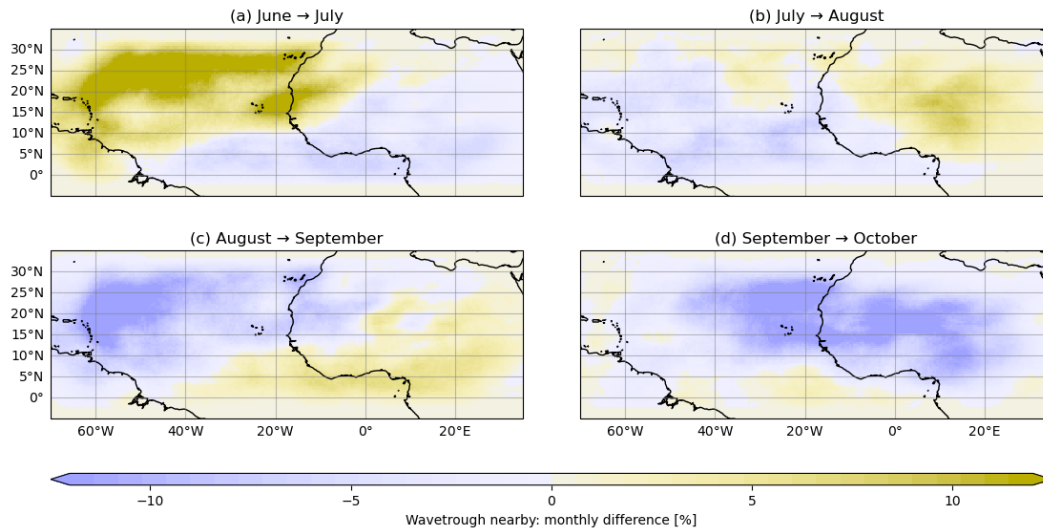 (a) June → July
(b) July → August
30°N
25°N
20°N
15°N
10°N
5°N
0°
(c) August → September
(d) September → October
30°N
25°N
20°N
15°N
10°N
5°N
0°
60°W 40°W 20°W 0° 20°E
60°W 40°W 20°W 0° 20°E
−10 −5 0 5 10
Wavetrough nearby: monthly difference [%]